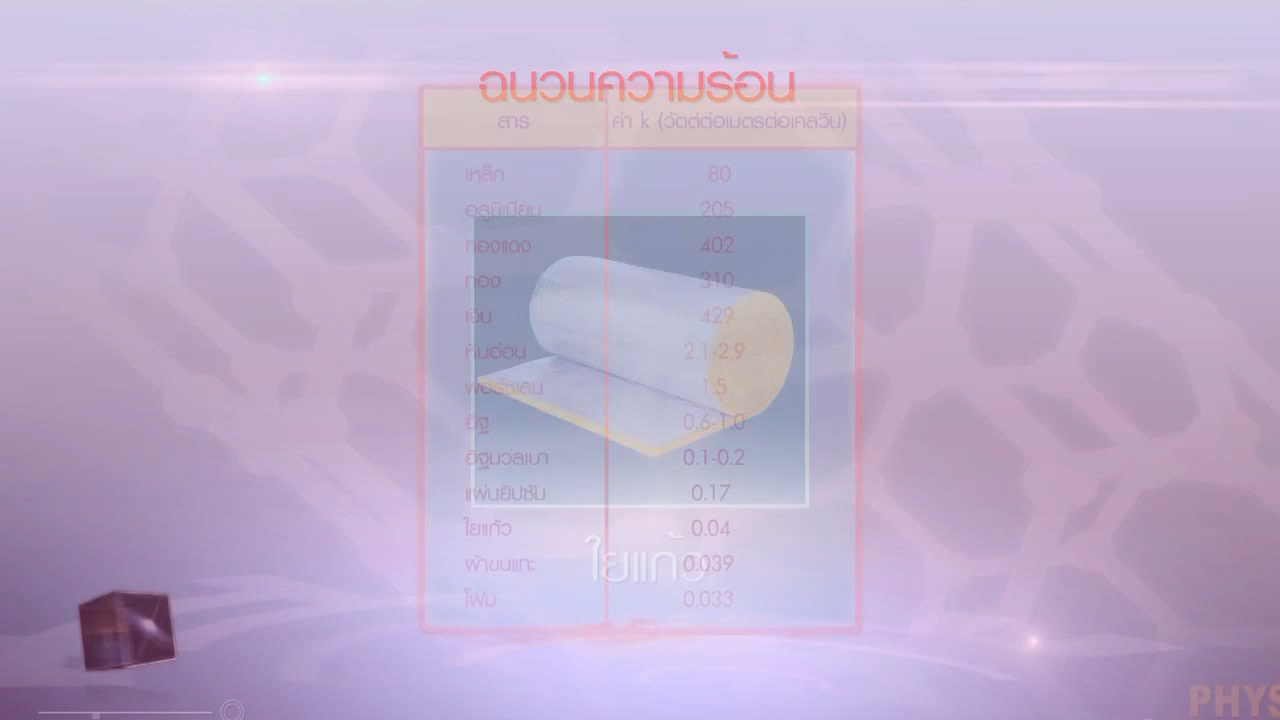 ฉนวนความร้อน
สาร ค่า k (วัตต์ต่อเมตรต่อเคลวิน)
เหล็ก 80
อลูมิเนียม 205
ทองแดง 402
ทอง 310
เงิน 429
หินอ่อน 2.1-2.9
พอร์ซเลน 1.5
อิฐ 0.6-1.0
อิฐมวลเบา 0.1-0.2
แผ่นยิปซัม 0.17
ใยแก้ว 0.04
ผ้าขนแกะ 0.039
ใยแก้ว
โฟม 0.033
PHYS